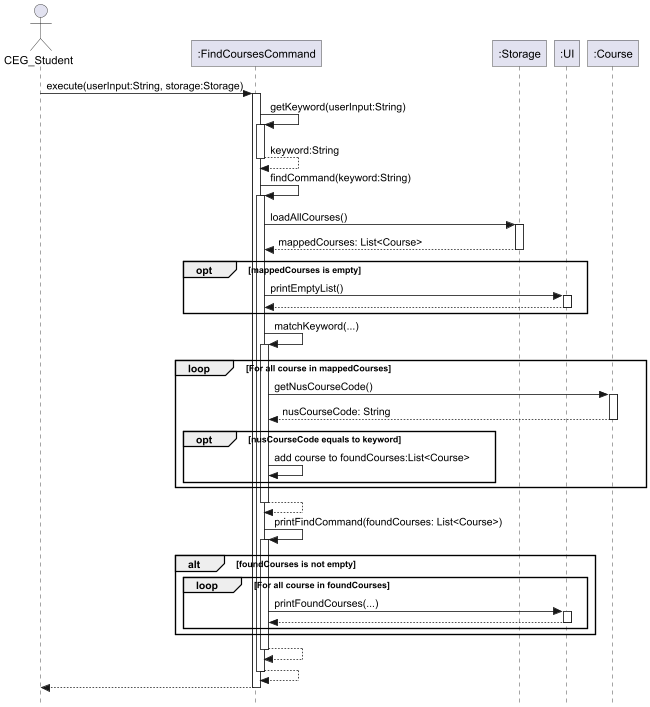 CEG_Student
:FindCoursesCommand
:Storage
:UI
:Course
execute(userInput:String, storage:Storage)
getKeyword(userInput:String)
keyword:String
findCommand(keyword:String)
loadAllCourses()
mappedCourses: List<Course>
opt [mappedCourses is empty]
printEmptyList()
matchKeyword(...)
loop [For all course in mappedCourses]
getNusCourseCode()
nusCourseCode: String
opt [nusCourseCode equals to keyword]
add course to foundCourses:List<Course>
printFindCommand(foundCourses: List<Course>)
alt [foundCourses is not empty]
loop [For all course in foundCourses]
printFoundCourses(...)